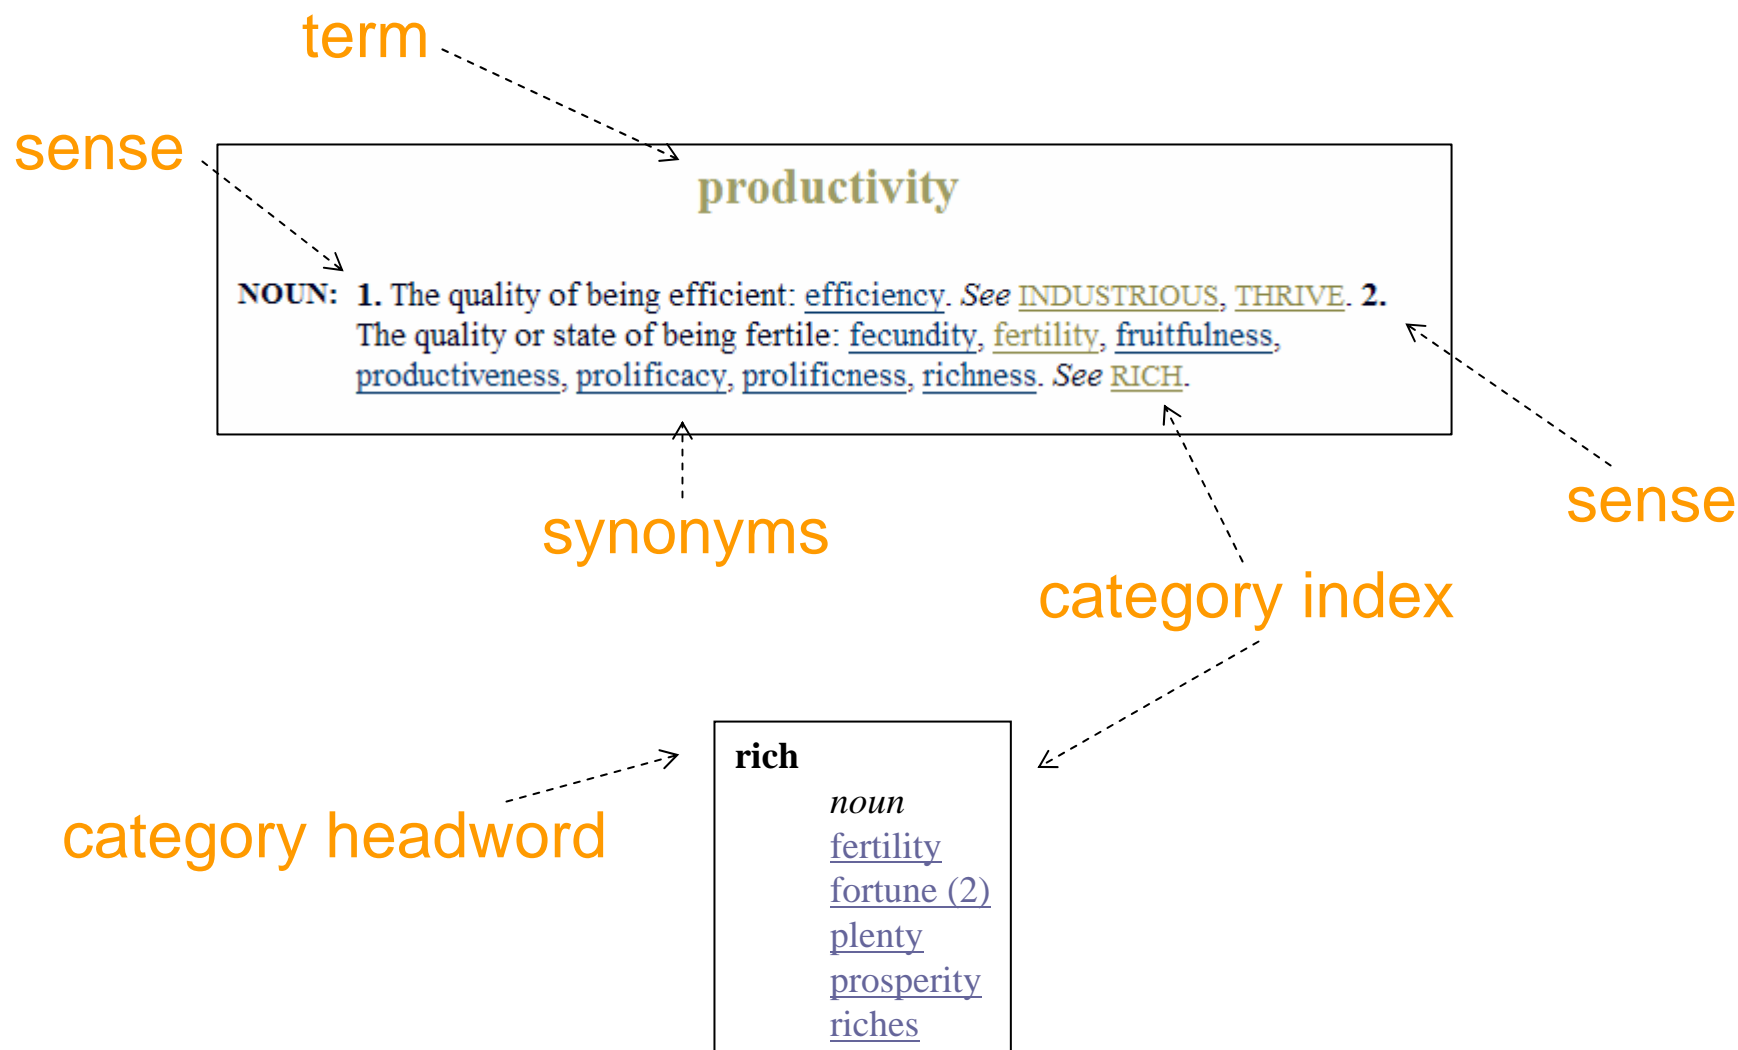 term
sense
productivity
NOUN: 1. The quality of being efficient: efficiency. See INDUSTRIOUS, THRIVE. 2.
The quality or state of being fertile: fecundity, fertility, fruitfulness,
productiveness, prolificacy, prolificness, richness. See RICH.
sense
synonyms
category index
rich
noun
category headword
fertility
fortune (2)
plenty
prosperity
riches